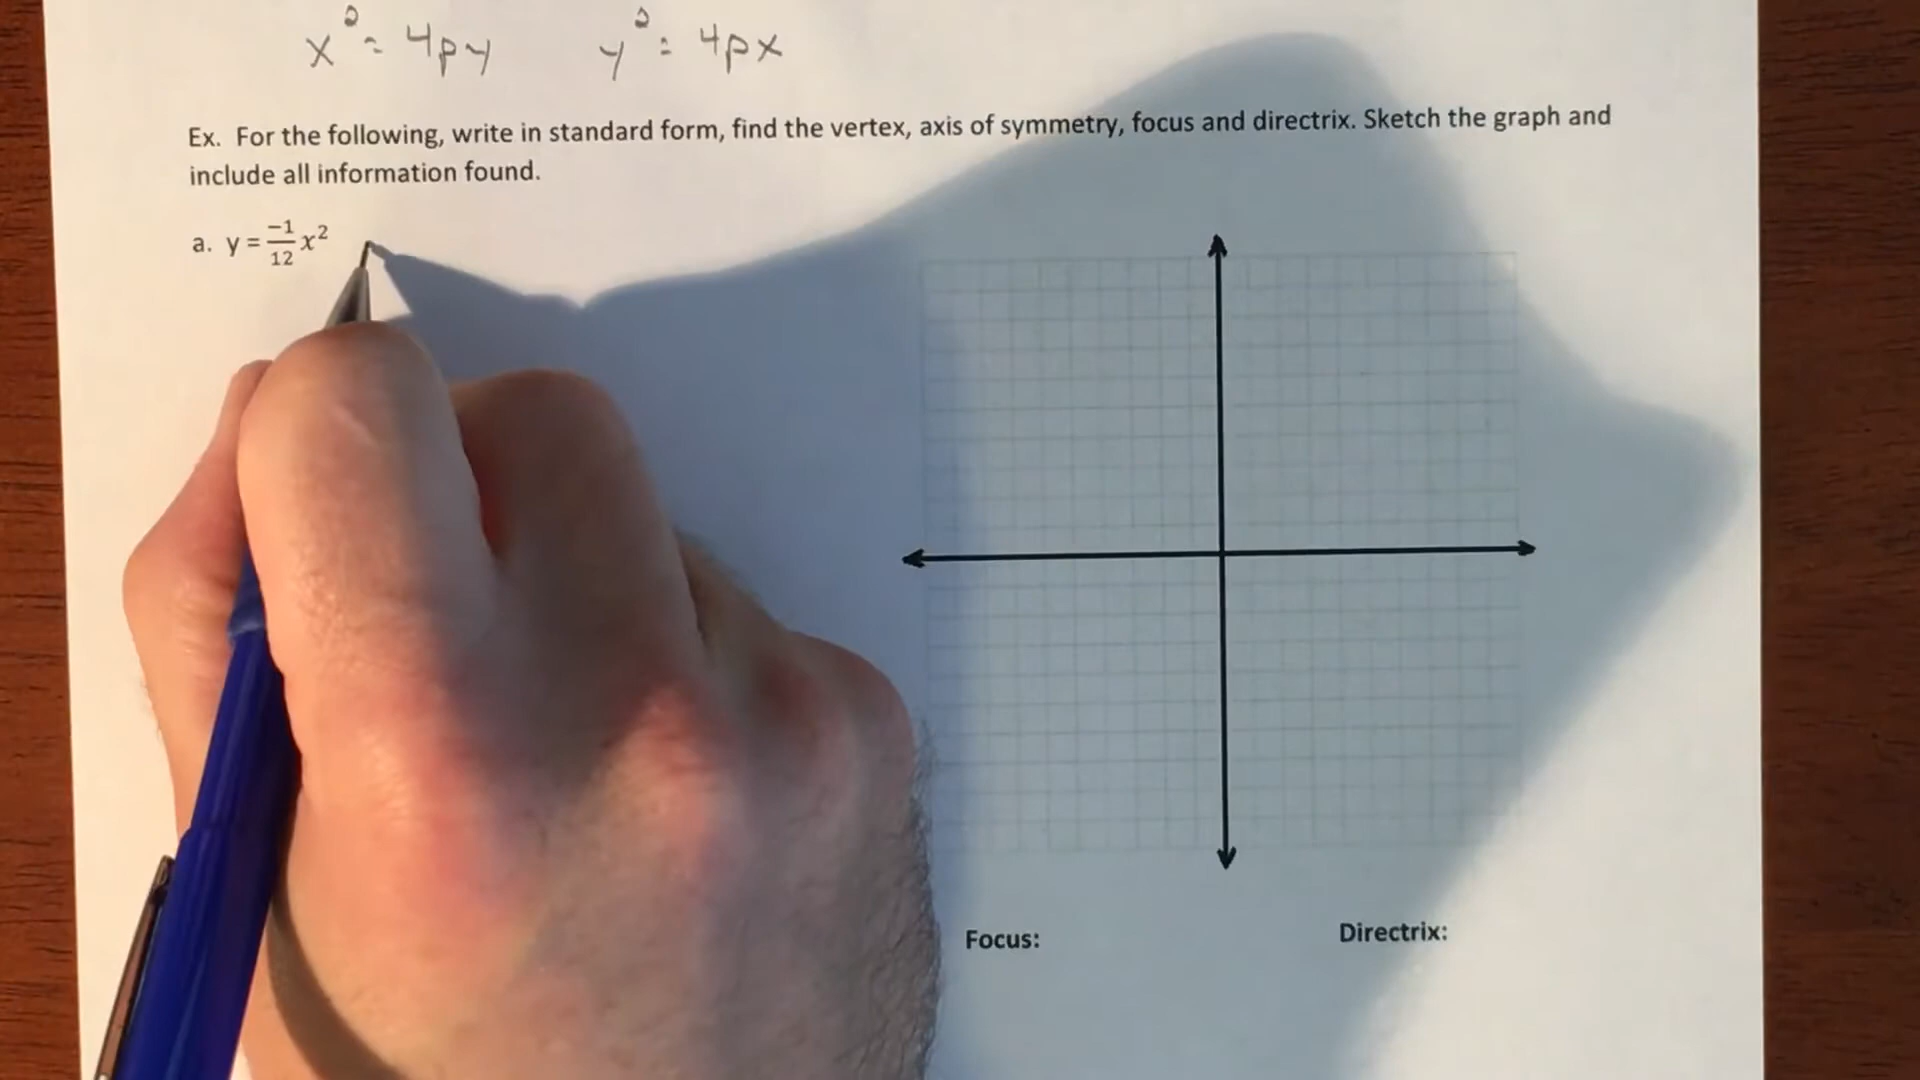 x² = 4py    y² = 4px
Ex. For the following, write in standard form, find the vertex, axis of symmetry, focus and directrix. Sketch the graph and
include all information found.
a. y = -1/12 x²
Focus:    Directrix: